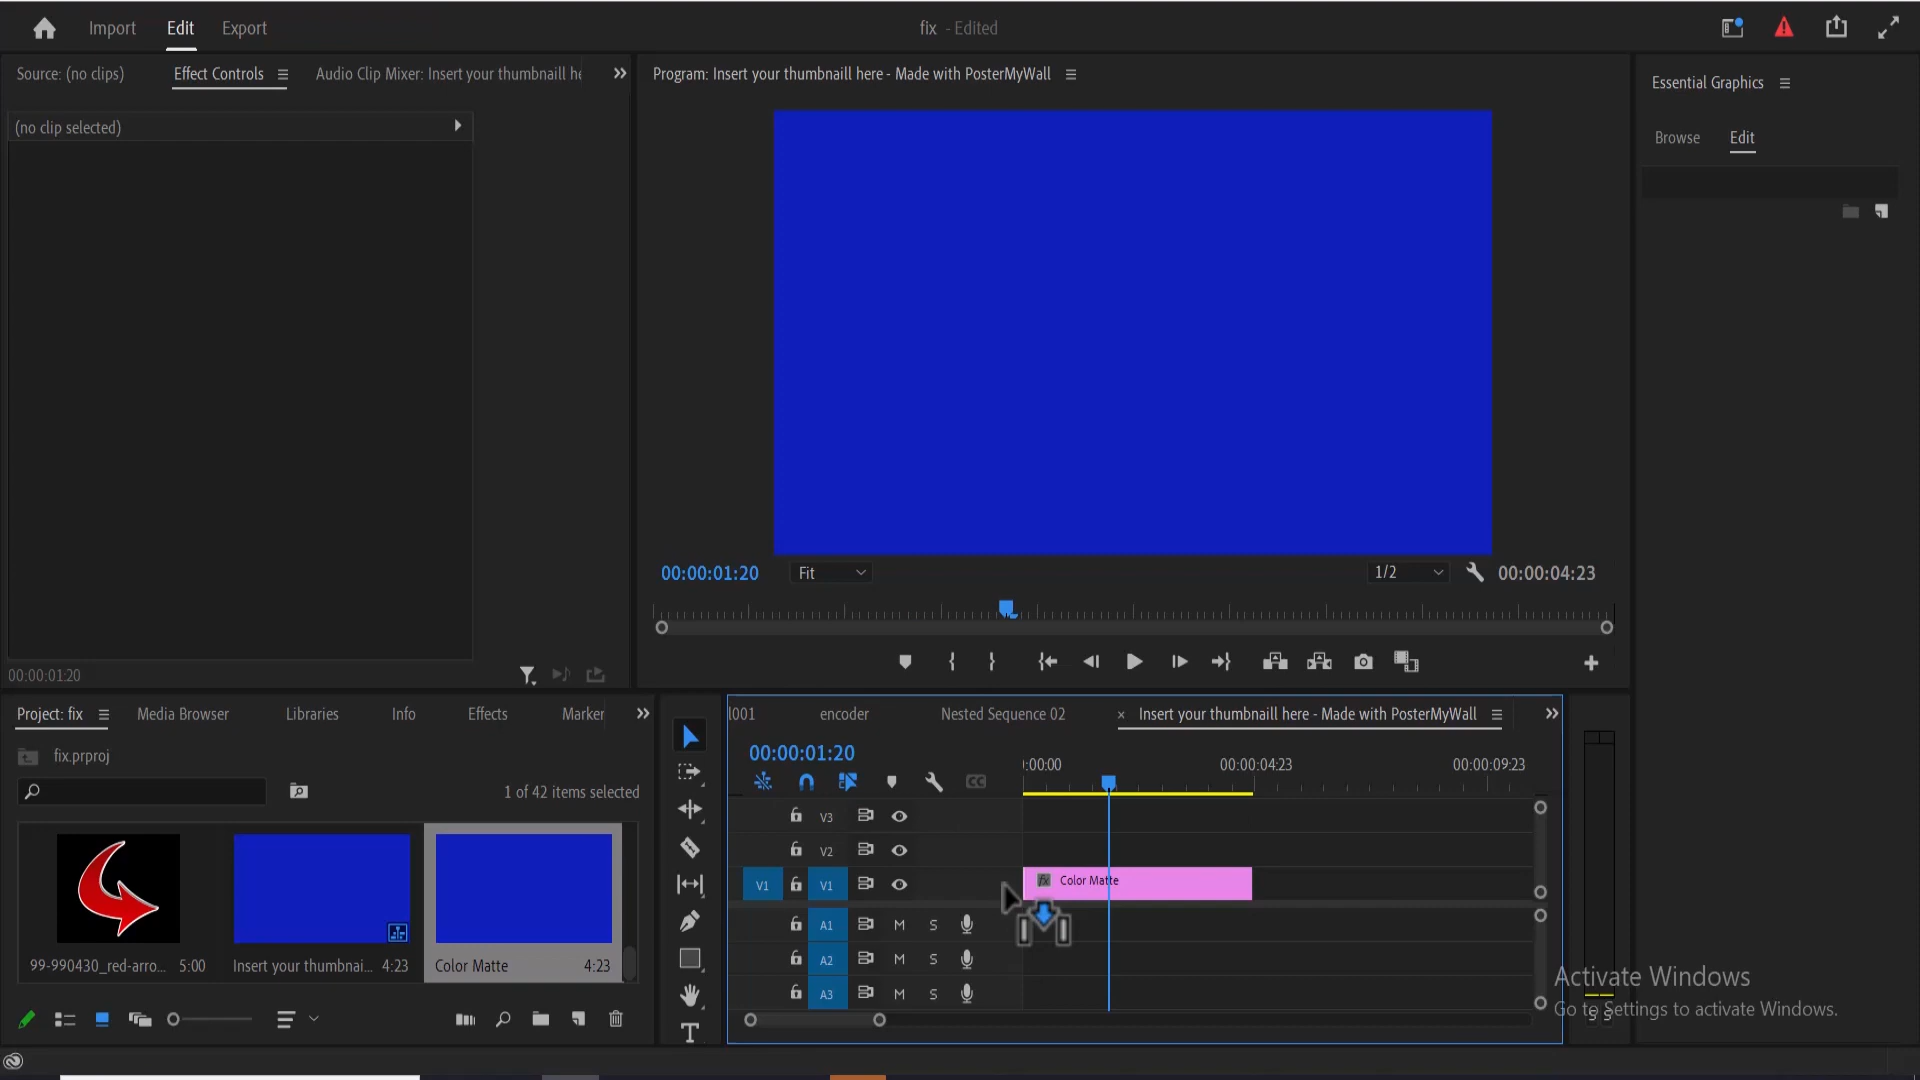 Import Edit Export
fix - Edited
Source: (no clips)
Effect Controls
Audio Clip Mixer: Insert your thumbnaill he
Program: Insert your thumbnaill here - Made with PosterMyWall
Essential Graphics
Browse Edit
(no clip selected)
00:00:01:20
Fit
1/2
00:00:04:23
00:00:01:20
Project: fix
Media Browser
Libraries
Info
Effects
Marker
fix.prproj
1 of 42 items selected
99-990430_red-arro... 5:00
Insert your thumbnai... 4:23
Color Matte 4:23
l001
encoder
Nested Sequence 02
× Insert your thumbnaill here - Made with PosterMyWall
00:00:01:20
:00:00
00:00:04:23
00:00:09:23
CC
V3
V2
V1 V1
fx Color Matte
A1 M S
A2 M S
A3 M S
T
S S
Activate Windows
Go to Settings to activate Windows.